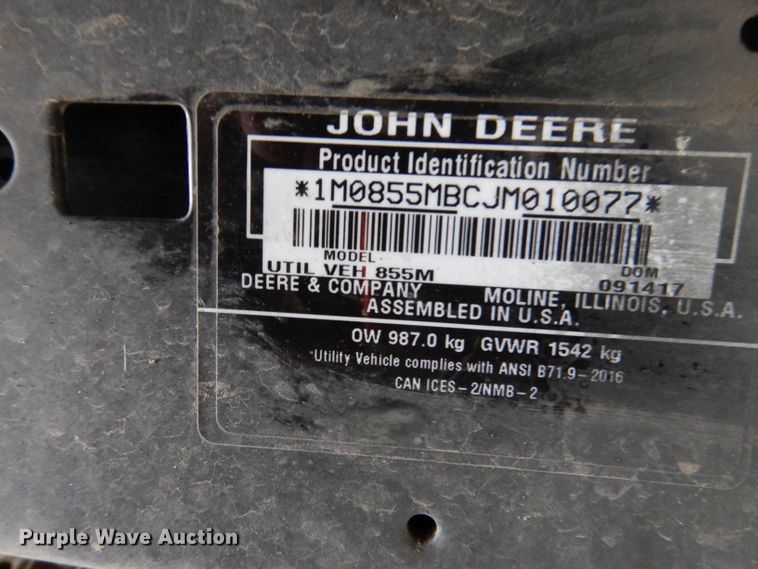 JOHN DEERE
Product Identification Number
*1M0855MBCJM010077*
MODEL DOM
UTIL VEH 855M 091417
DEERE & COMPANY MOLINE, ILLINOIS, U.S.A.
ASSEMBLED IN U.S.A.
OW 987.0 kg GVWR 1542 kg
Utility Vehicle complies with ANSI B71.9-2016
CAN ICES-2/NMB-2
Purple Wave Auction